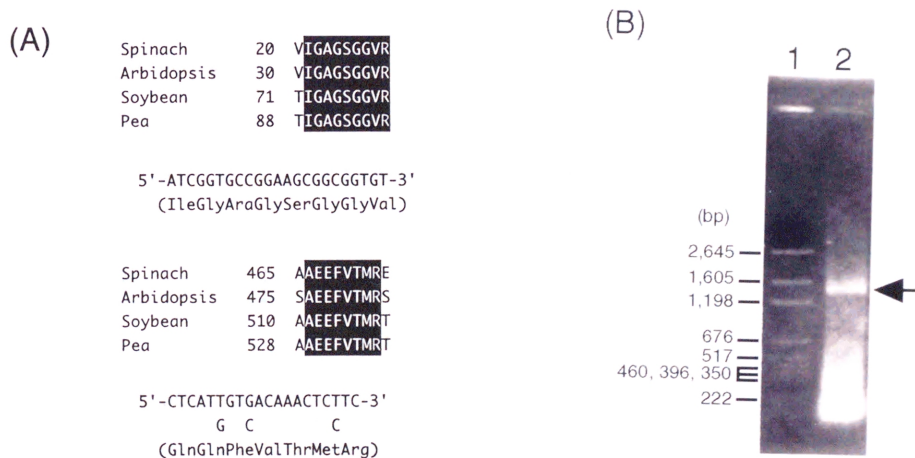 (A)
Spinach 20 VIGAGSGGVR
Arbidopsis 30 VIGAGSGGVR
Soybean 71 TIGAGSGGVR
Pea 88 TIGAGSGGVR
5'-ATCGGTGCCGGAAGCGGCGGTGT-3'
(IleGlyAraGlySerGlyGlyVal)
Spinach 465 AAEEFVTMRE
Arbidopsis 475 SAEEFVTMRS
Soybean 510 AAEEFVTMRT
Pea 528 AAEEFVTMRT
5'-CTCATTGTGACAAACTCTTC-3'
G C C
(GlnGlnPheValThrMetArg)
(B)
1 2
(bp)
2,645
1,605
1,198
676
517
460, 396, 350
222